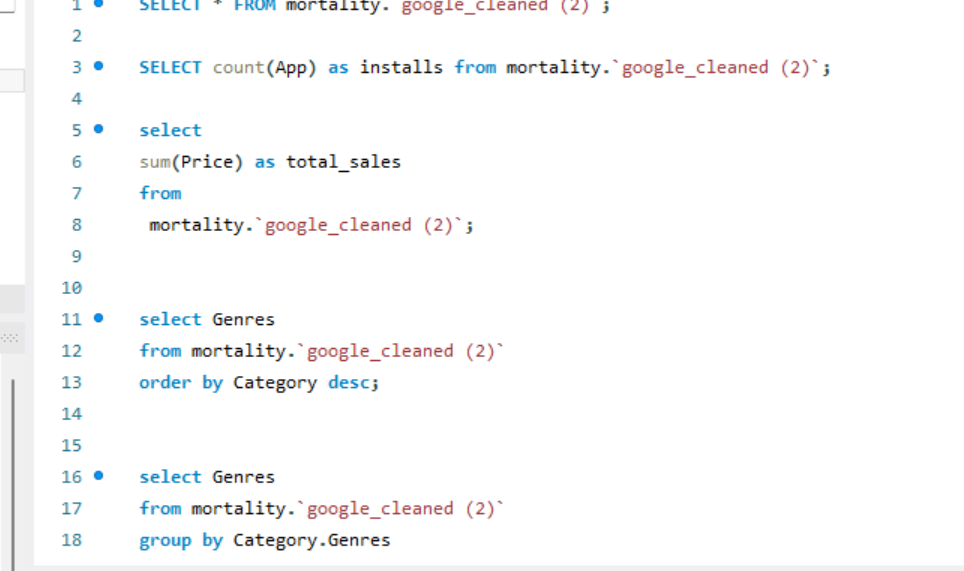 1 SELECT * FROM mortality.`google_cleaned (2)`;
2
3 SELECT count(App) as installs from mortality.`google_cleaned (2)`;
4
5 select
6 sum(Price) as total_sales
7 from
8 mortality.`google_cleaned (2)`;
9
10
11 select Genres
12 from mortality.`google_cleaned (2)`
13 order by Category desc;
14
15
16 select Genres
17 from mortality.`google_cleaned (2)`
18 group by Category.Genres